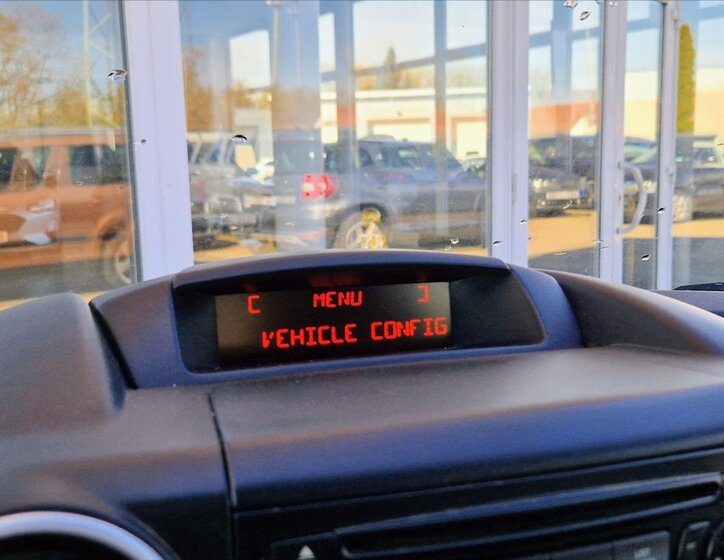 [ MENU ]
VEHICLE CONFIG